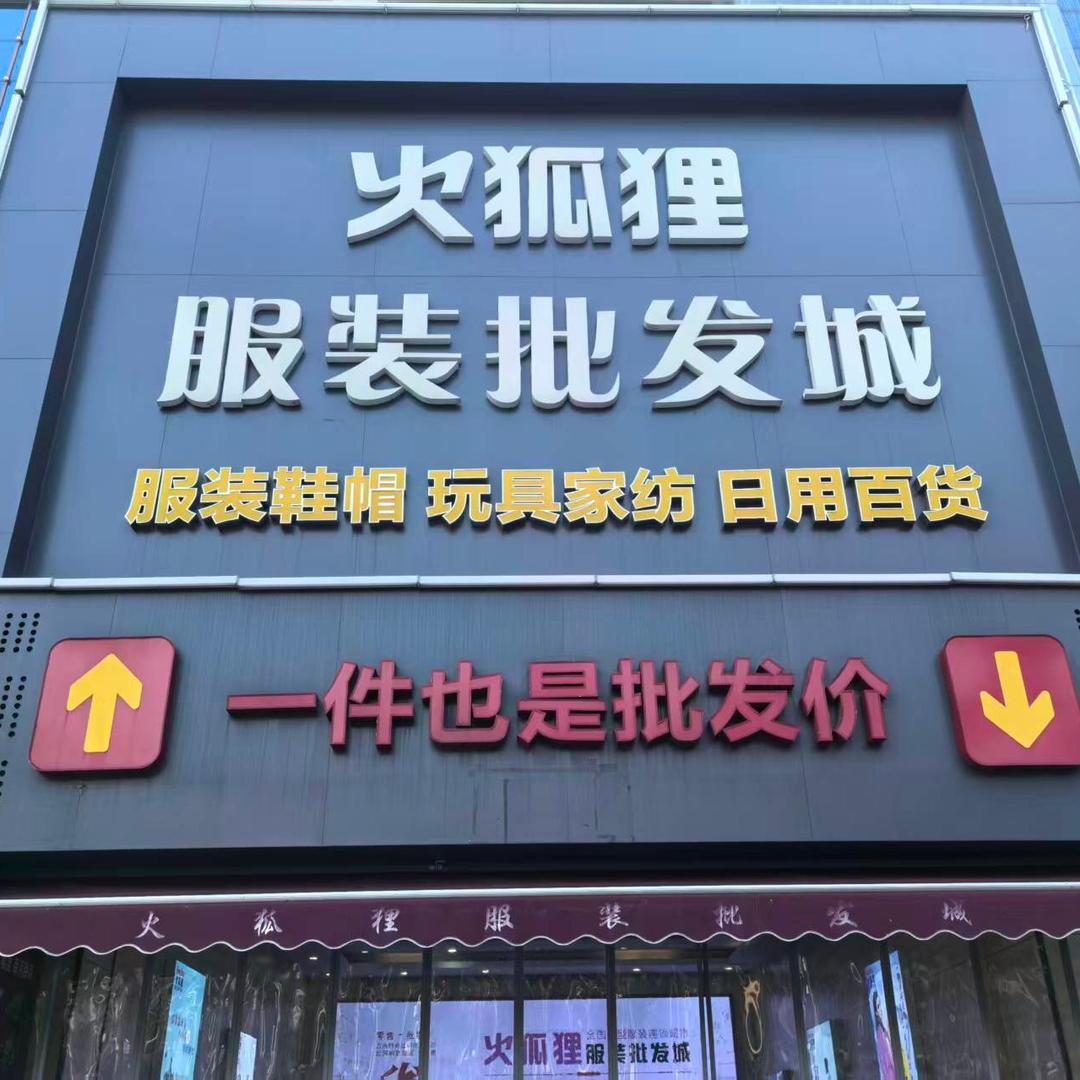 火狐狸
服装批发城
服装鞋帽 玩具家纺 日用百货
一件也是批发价
火狐狸服装批发城
火狐狸 服装批发城